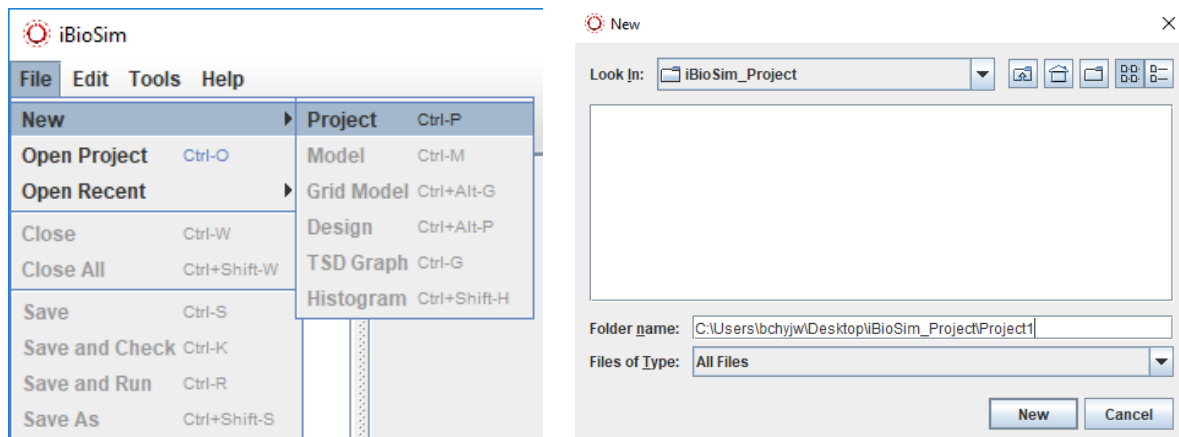 iBioSim
File Edit Tools Help
New
Open Project Ctrl-O
Open Recent
Close Ctrl-W
Close All Ctrl+Shift-W
Save Ctrl-S
Save and Check Ctrl-K
Save and Run Ctrl-R
Save As Ctrl+Shift-S
Project Ctrl-P
Model Ctrl-M
Grid Model Ctrl+Alt-G
Design Ctrl+Alt-P
TSD Graph Ctrl-G
Histogram Ctrl+Shift-H
New
Look In: iBioSim_Project
Folder name: C:\Users\bchyjw\Desktop\iBioSim_Project\Project1
Files of Type: All Files
New Cancel